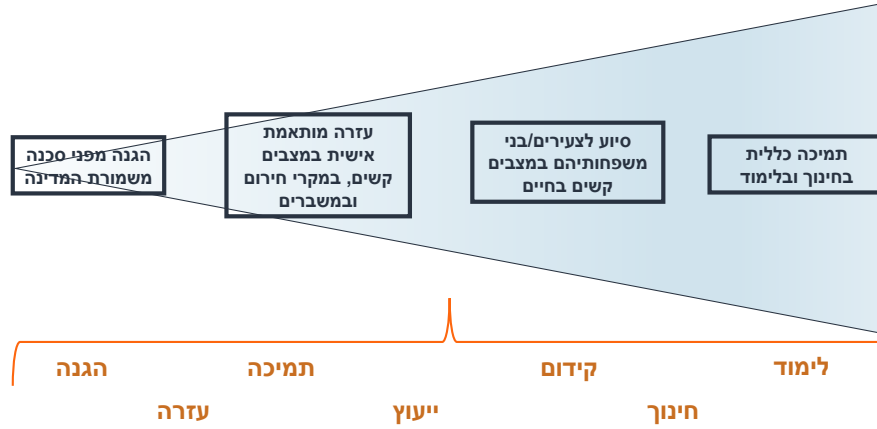 תמיכה כללית
בחינוך ובלימוד
סיוע לצעירים/בני
משפחותיהם במצבים
קשים בחיים
עזרה מותאמת
אישית במצבים
קשים, במקרי חירום
ובמשברים
הגנה מפני סכנה
משמורת המדינה
לימוד
קידום
תמיכה
הגנה
חינוך
ייעוץ
עזרה